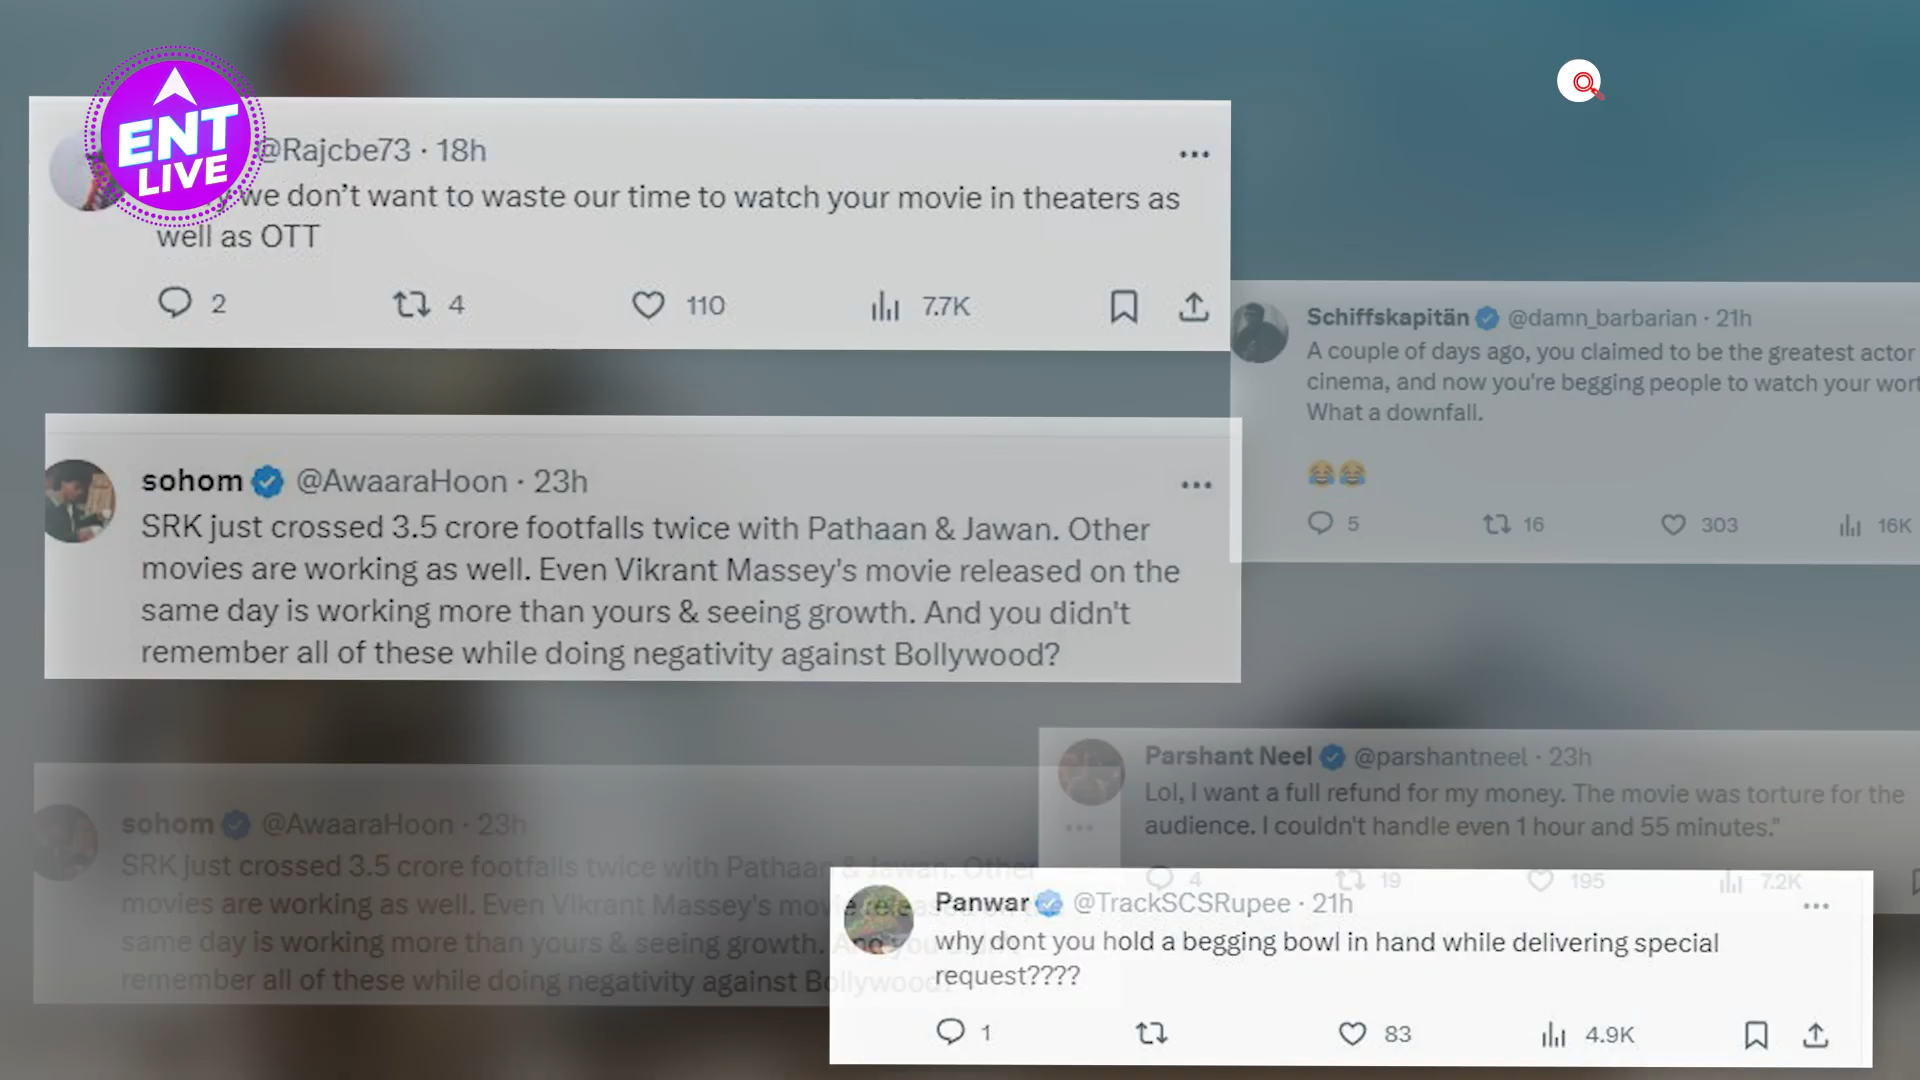 ENT
LIVE
@Rajcbe73 · 18h
we don't want to waste our time to watch your movie in theaters as
well as OTT
2 4 110 7.7K
Schiffskapitän @damn_barbarian · 21h
A couple of days ago, you claimed to be the greatest actor
cinema, and now you're begging people to watch your
What a downfall.
😂😂
5 16 303 16K
sohom @AwaaraHoon · 23h
SRK just crossed 3.5 crore footfalls twice with Pathaan & Jawan. Other
movies are working as well. Even Vikrant Massey's movie released on the
same day is working more than yours & seeing growth. And you didn't
remember all of these while doing negativity against Bollywood?
Parshant Neel @parshantneel · 23h
Lol, I want a full refund for my money. The movie was torture for the
audience. I couldn't handle even 1 hour and 55 minutes."
4 19 195 7.2K
sohom @AwaaraHoon · 23h
SRK just crossed 3.5 crore footfalls twice with Pathaan & Jawan. Other
movies are working as well. Even Vikrant Massey's movie released on
same day is working more than yours & seeing growth. And you
remember all of these while doing negativity against Bollywood?
Panwar @TrackSCSRupee · 21h
why dont you hold a begging bowl in hand while delivering special
request????
1 83 4.9K